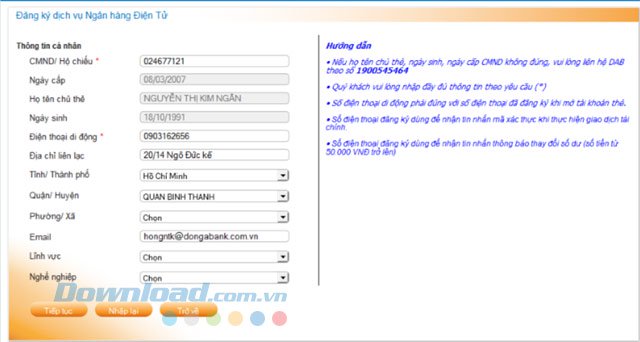 Đăng ký dịch vụ Ngân hàng Điện Tử
Thông tin cá nhân
CMND/ Hộ chiếu * 024677121
Ngày cấp 08/03/2007
Họ tên chủ thẻ NGUYỄN THỊ KIM NGÂN
Ngày sinh 18/10/1991
Điện thoại di động * 0903162656
Địa chỉ liên lạc 20/14 Ngô Đức kế
Tỉnh/ Thành phố Hồ Chí Minh
Quận/ Huyện QUAN BINH THANH
Phường/ Xã Chọn
Email hongntk@dongabank.com.vn
Lĩnh vực Chọn
Nghề nghiệp Chọn
Tiếp tục Nhập lại Trở về
Hướng dẫn
• Nếu họ tên chủ thẻ, ngày sinh, ngày cấp CMND không đúng, vui lòng liên hệ DAB
theo số 1900545464
• Quý khách vui lòng nhập đầy đủ thông tin theo yêu cầu (*)
• Số điện thoại di động phải đúng với số điện thoại đã đăng ký khi mở tài khoản thẻ.
• Số điện thoại đăng ký dùng để nhận tin nhắn mã xác thực khi thực hiện giao dịch tài
chính.
• Số điện thoại đăng ký dùng để nhận tin nhắn thông báo thay đổi số dư (số tiền từ
50.000 VNĐ trở lên)
Download.com.vn